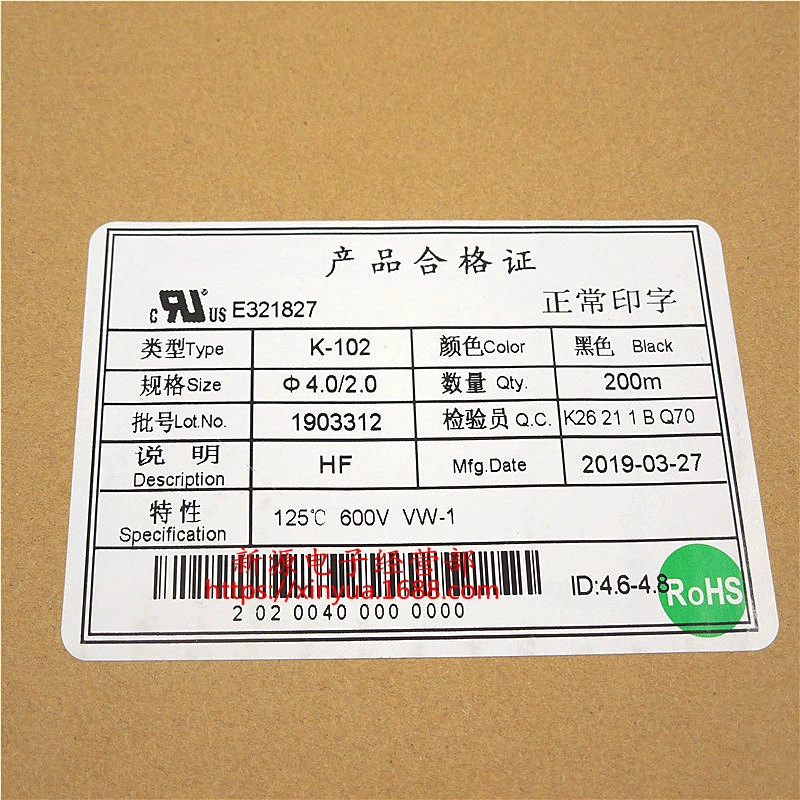 产品合格证
c RU ® US E321827 正常印字
类型Type K-102 颜色Color 黑色 Black
规格Size Φ4.0/2.0 数量 Qty. 200m
批号Lot.No. 1903312 检验员 Q.C. K26 21 1 B Q70
说 明 Description HF Mfg.Date 2019-03-27
特性 Specification 125℃ 600V VW-1
新源电子经营部
https://xinyua.1688.com
ID:4.6-4.8
RoHS
2 02 0040 000 0000